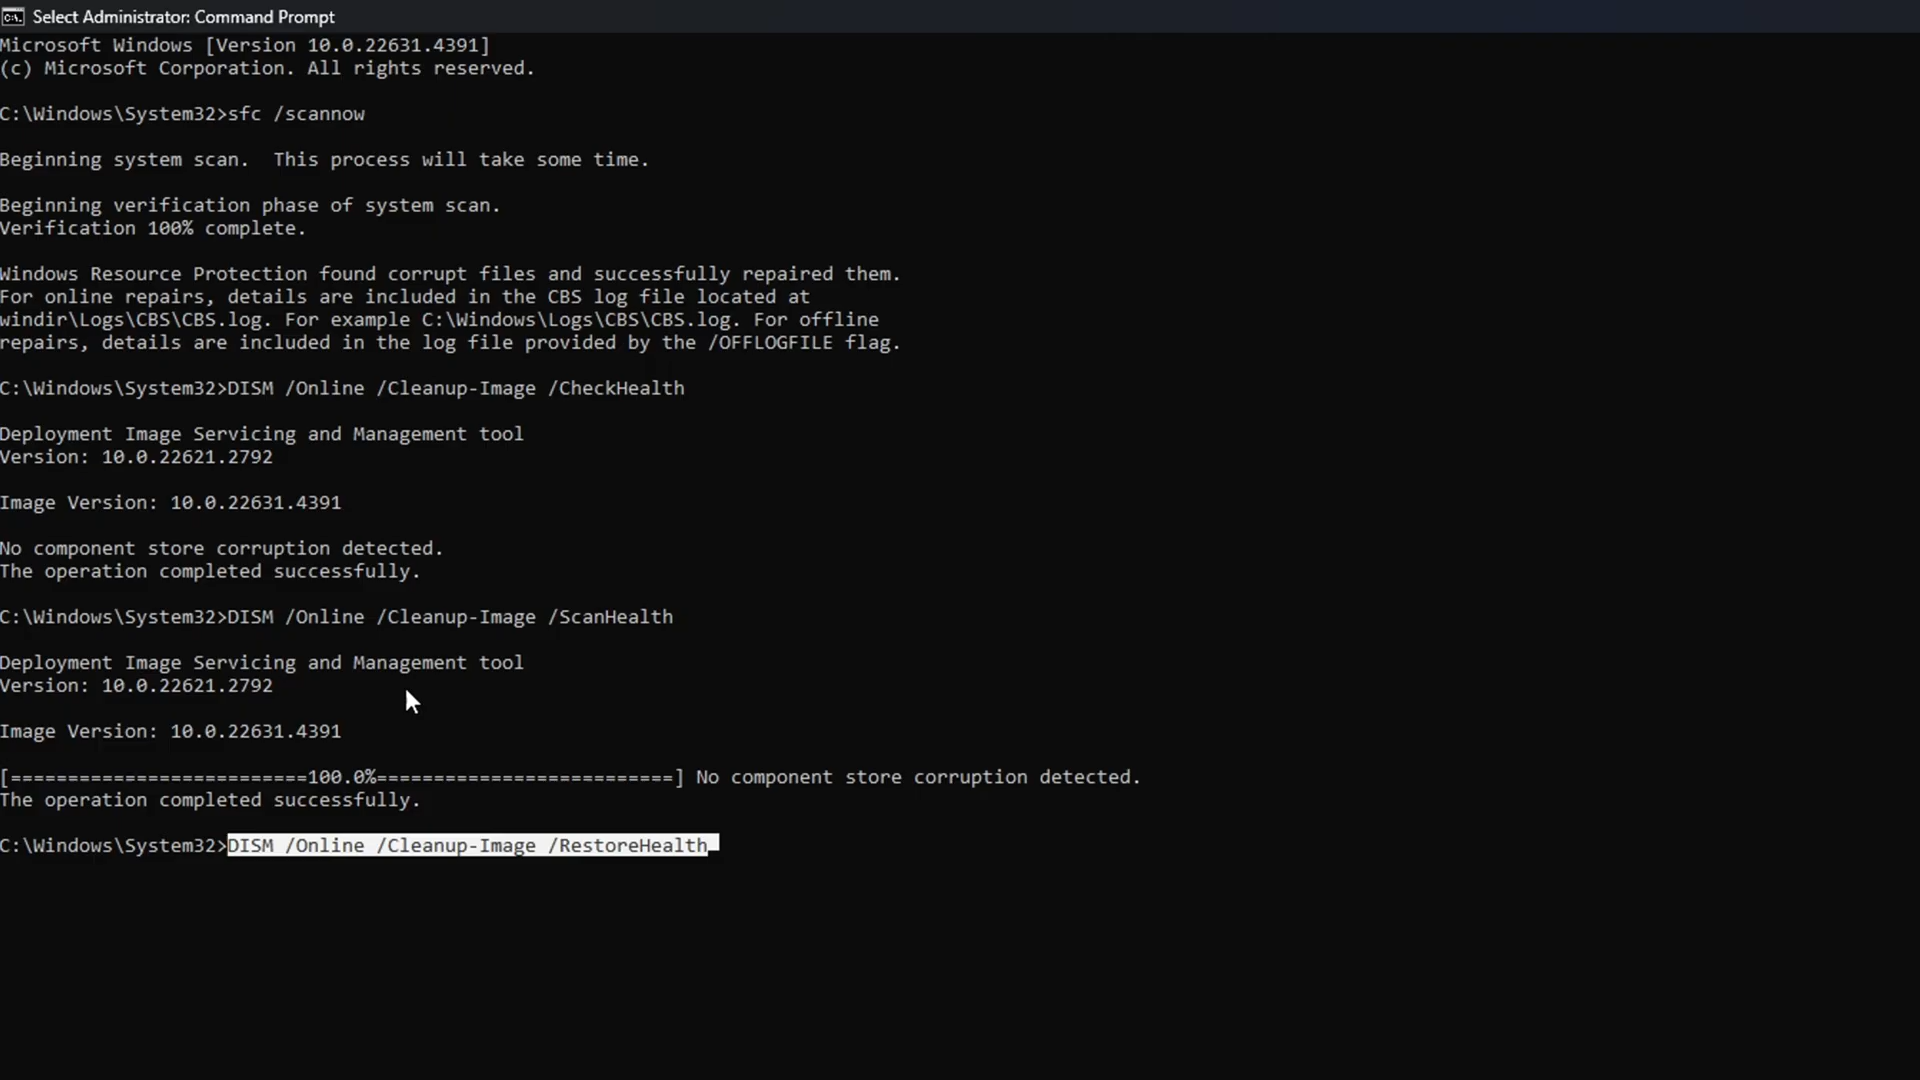 Select Administrator: Command Prompt
Microsoft Windows [Version 10.0.22631.4391]
(c) Microsoft Corporation. All rights reserved.
C:\Windows\System32>sfc /scannow
Beginning system scan.  This process will take some time.
Beginning verification phase of system scan.
Verification 100% complete.
Windows Resource Protection found corrupt files and successfully repaired them.
For online repairs, details are included in the CBS log file located at
windir\Logs\CBS\CBS.log. For example C:\Windows\Logs\CBS\CBS.log. For offline
repairs, details are included in the log file provided by the /OFFLOGFILE flag.
C:\Windows\System32>DISM /Online /Cleanup-Image /CheckHealth
Deployment Image Servicing and Management tool
Version: 10.0.22621.2792
Image Version: 10.0.22631.4391
No component store corruption detected.
The operation completed successfully.
C:\Windows\System32>DISM /Online /Cleanup-Image /ScanHealth
Deployment Image Servicing and Management tool
Version: 10.0.22621.2792
Image Version: 10.0.22631.4391
[==========================100.0%==========================] No component store corruption detected.
The operation completed successfully.
C:\Windows\System32>DISM /Online /Cleanup-Image /RestoreHealth